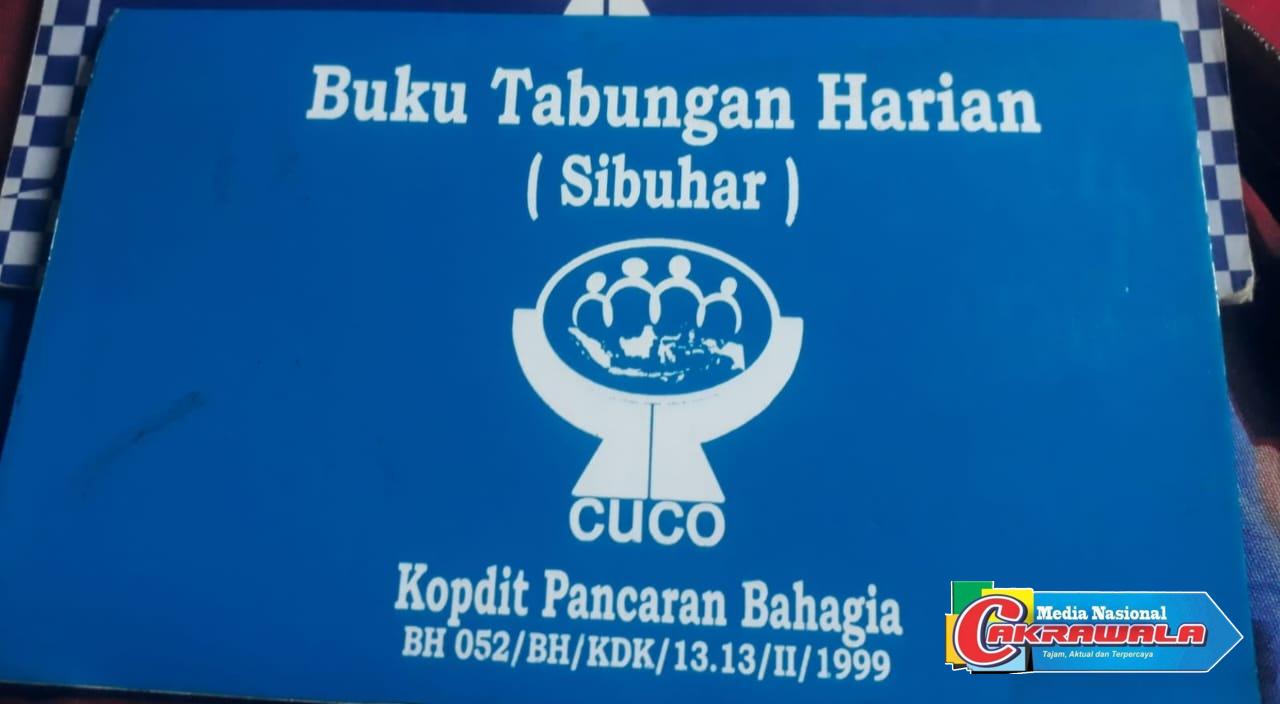 Buku Tabungan Harian
( Sibuhar )
CUCO
Kopdit Pancaran Bahagia
BH 052/BH/KDK/13.13/II/1999
Media Nasional
CAKRAWALA
Tajam, Aktual dan Terpercaya